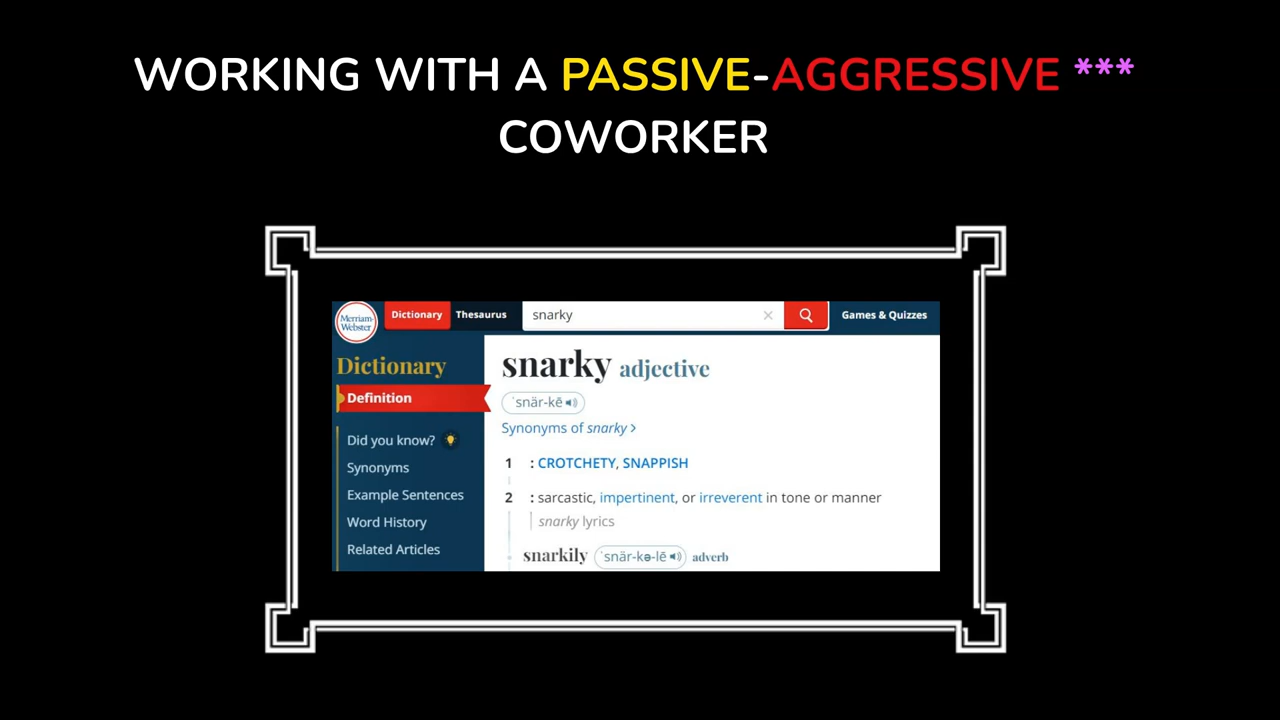 WORKING WITH A PASSIVE-AGGRESSIVE ***
COWORKER
Merriam-
Webster
Dictionary
Thesaurus
snarky
Games & Quizzes
Dictionary
Definition
Did you know?
Synonyms
Example Sentences
Word History
Related Articles
snarky adjective
ˈsnär-kē
Synonyms of snarky
1 : CROTCHETY, SNAPPISH
2 : sarcastic, impertinent, or irreverent in tone or manner
snarky lyrics
snarkily ˈsnär-kə-lē adverb